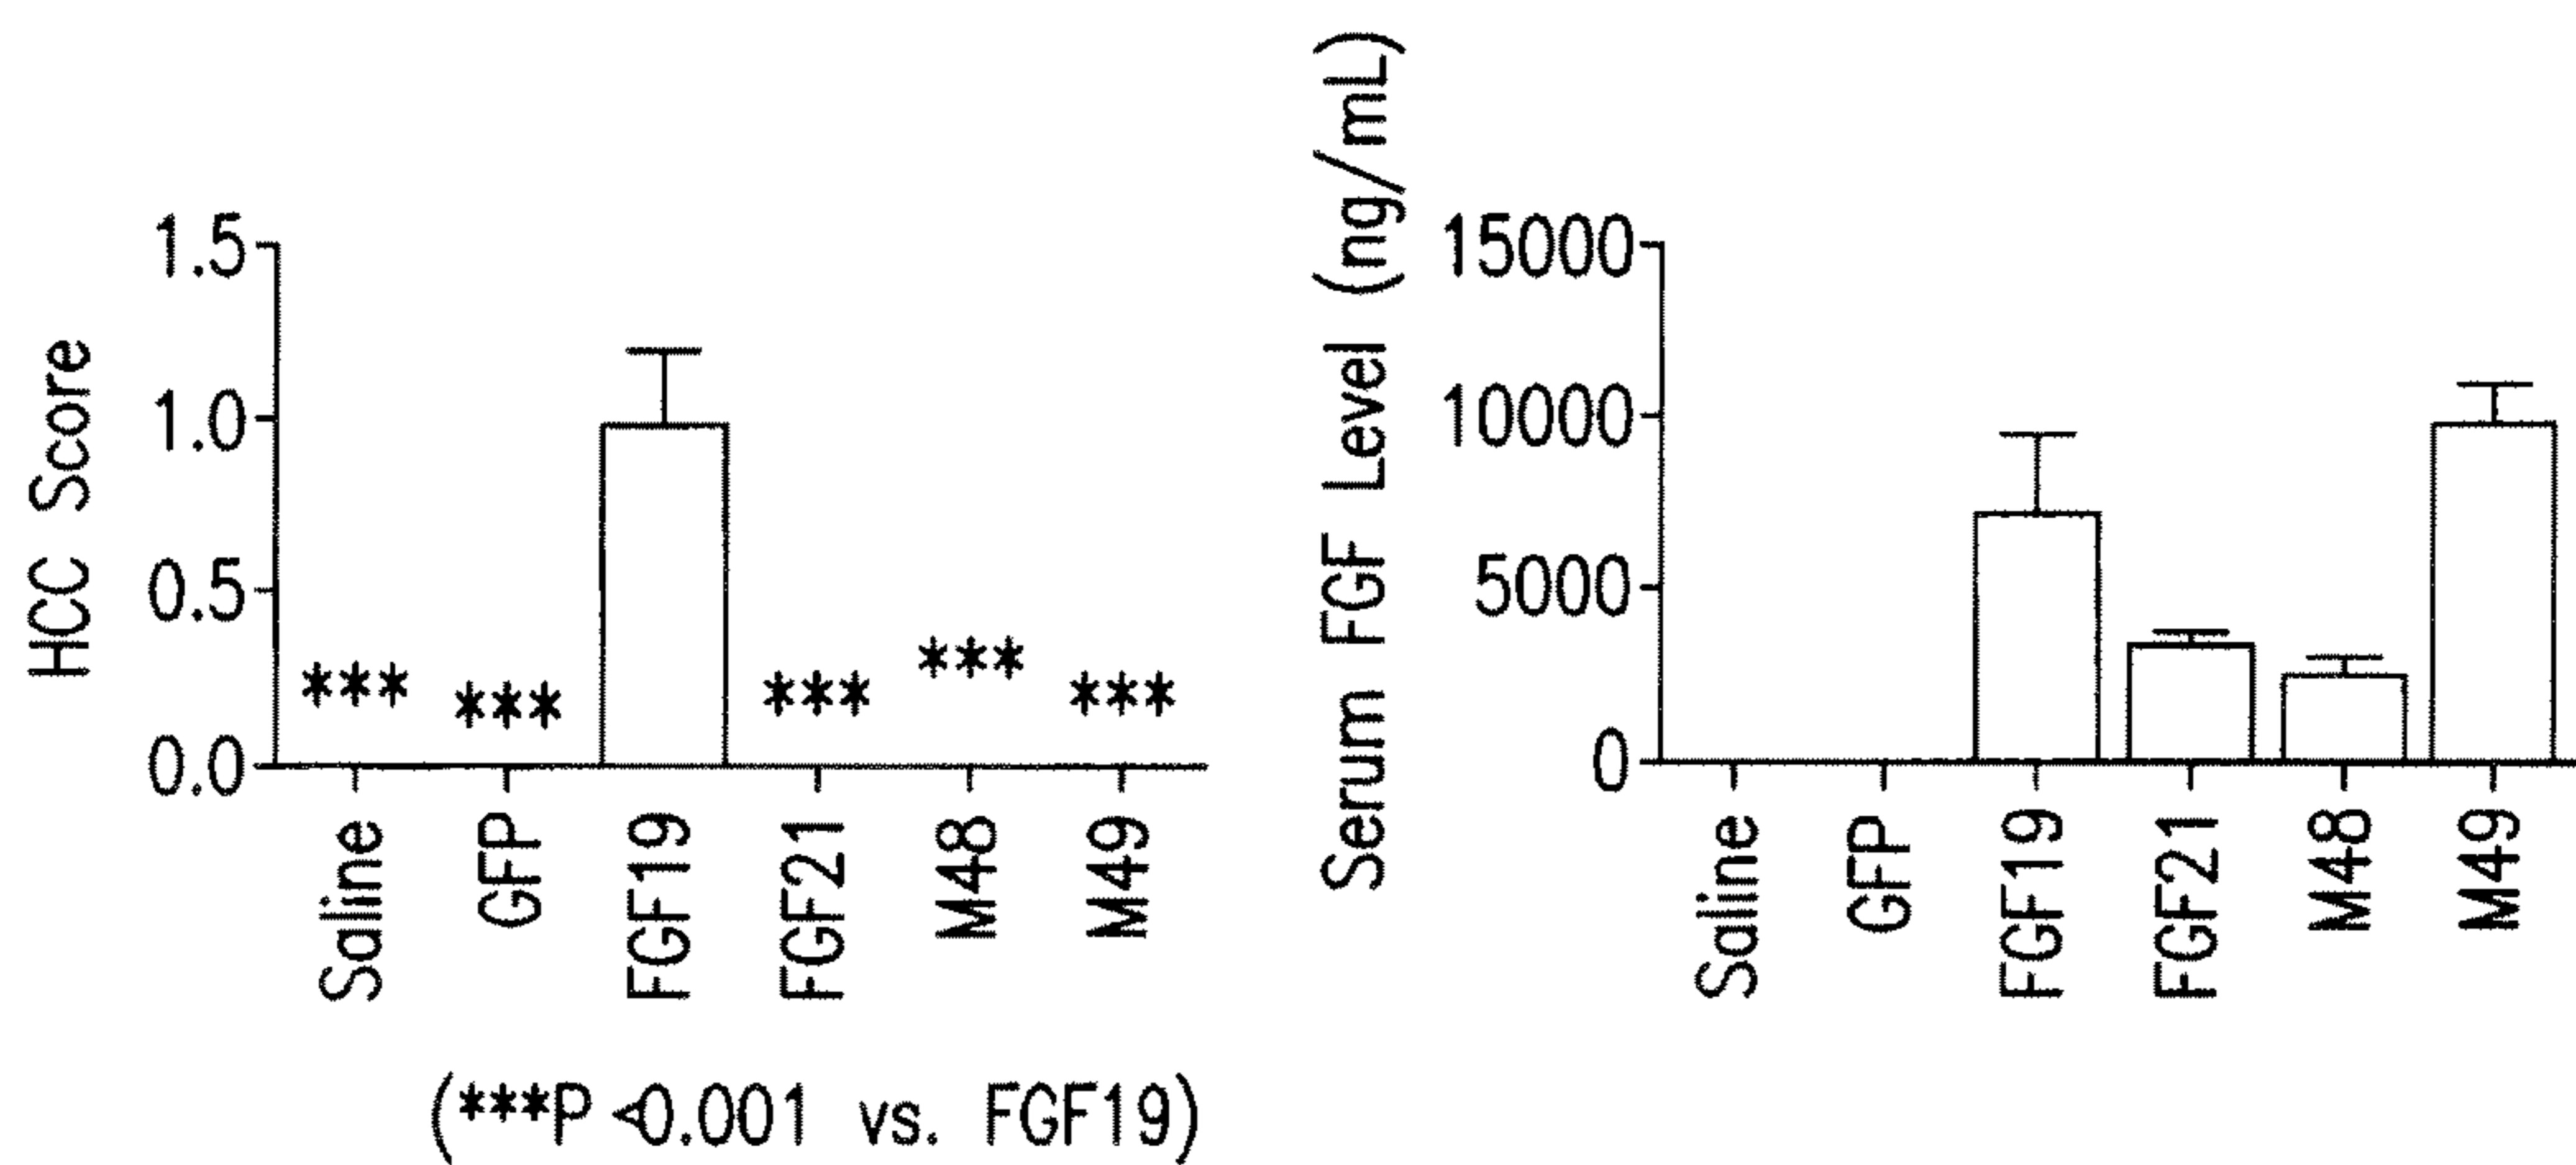 HCC Score
1.5
1.0
0.5
0.0
***
***
***
***
***
Saline
GFP
FGF19
FGF21
M48
M49
(***P <0.001 vs. FGF19)
Serum FGF Level (ng/mL)
15000
10000
5000
0
Saline
GFP
FGF19
FGF21
M48
M49